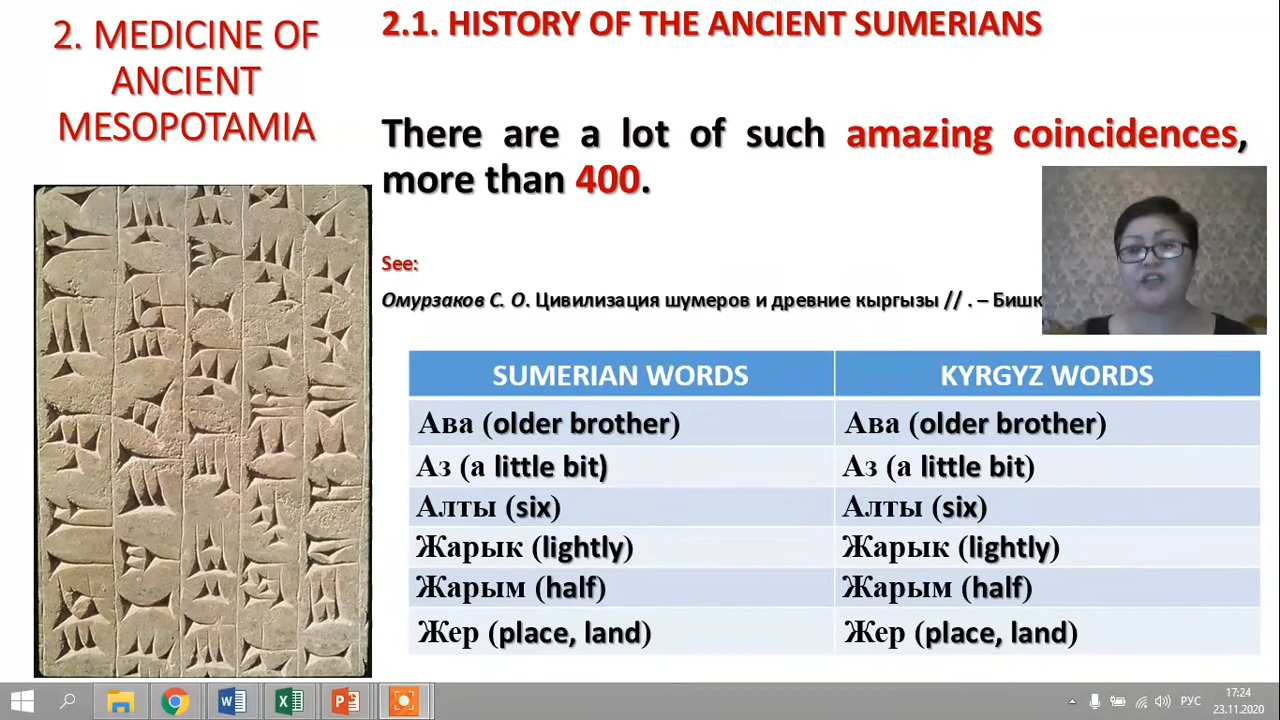 2. MEDICINE OF
ANCIENT
MESOPOTAMIA
2.1. HISTORY OF THE ANCIENT SUMERIANS
There are a lot of such amazing coincidences,
more than 400.
See:
Омурзаков С. О. Цивилизация шумеров и древние кыргызы // . – Бишк
SUMERIAN WORDS KYRGYZ WORDS
Ава (older brother) Ава (older brother)
Аз (a little bit) Аз (a little bit)
Алты (six) Алты (six)
Жарык (lightly) Жарык (lightly)
Жарым (half) Жарым (half)
Жер (place, land) Жер (place, land)
РУС
17:24
23.11.2020